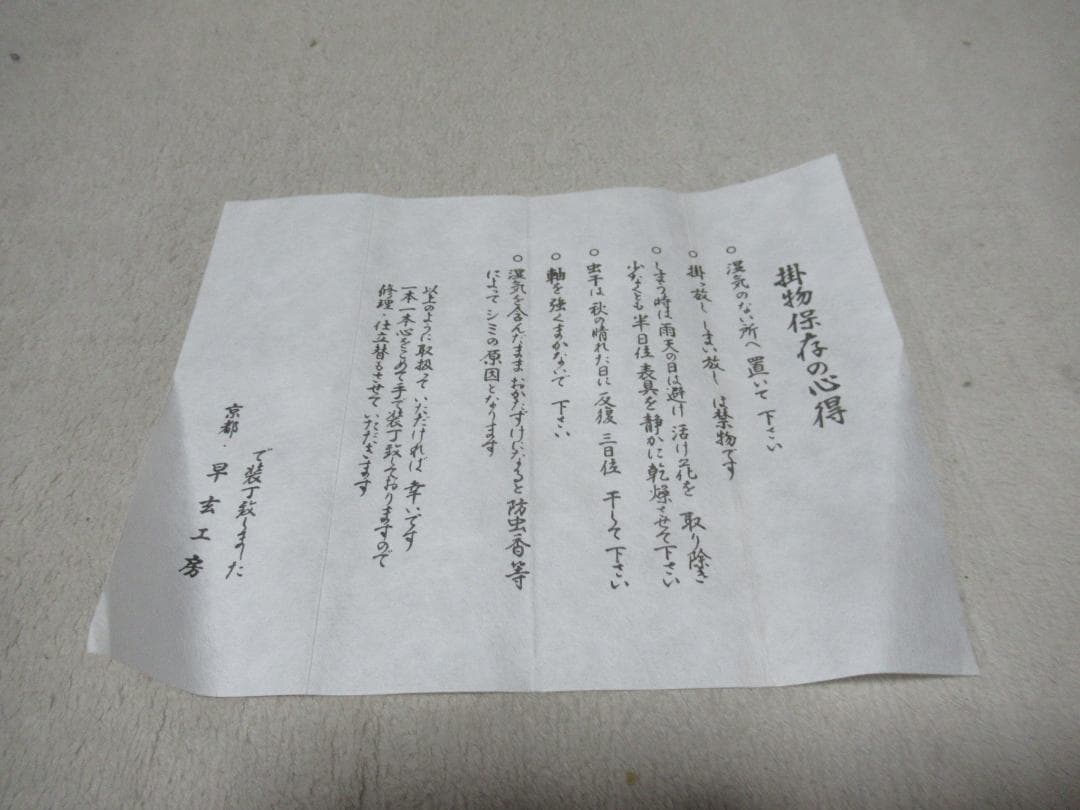 掛物保存の心得
○ 湿気のない所へ 置いて 下さい
○ 掛け放し しまい放し は禁物です
○ しまう時は 雨天の日は避け 活け花を 取り除き
少なくとも 半日位 表具を 静かに 乾燥させて下さい
○ 虫干は 秋の晴れた日に 反復 三日位 干して 下さい
○ 軸を 強くまかないで 下さい
○ 湿気を含んだまま おかたずけになると 防虫香等
によって シミの原因となります
以上のように取扱って いただければ 幸いです
一本一本心をこめて手で装丁致しておりますので
修理・仕立替もさせて いただきます
で装丁致しました
京都・早玄工房